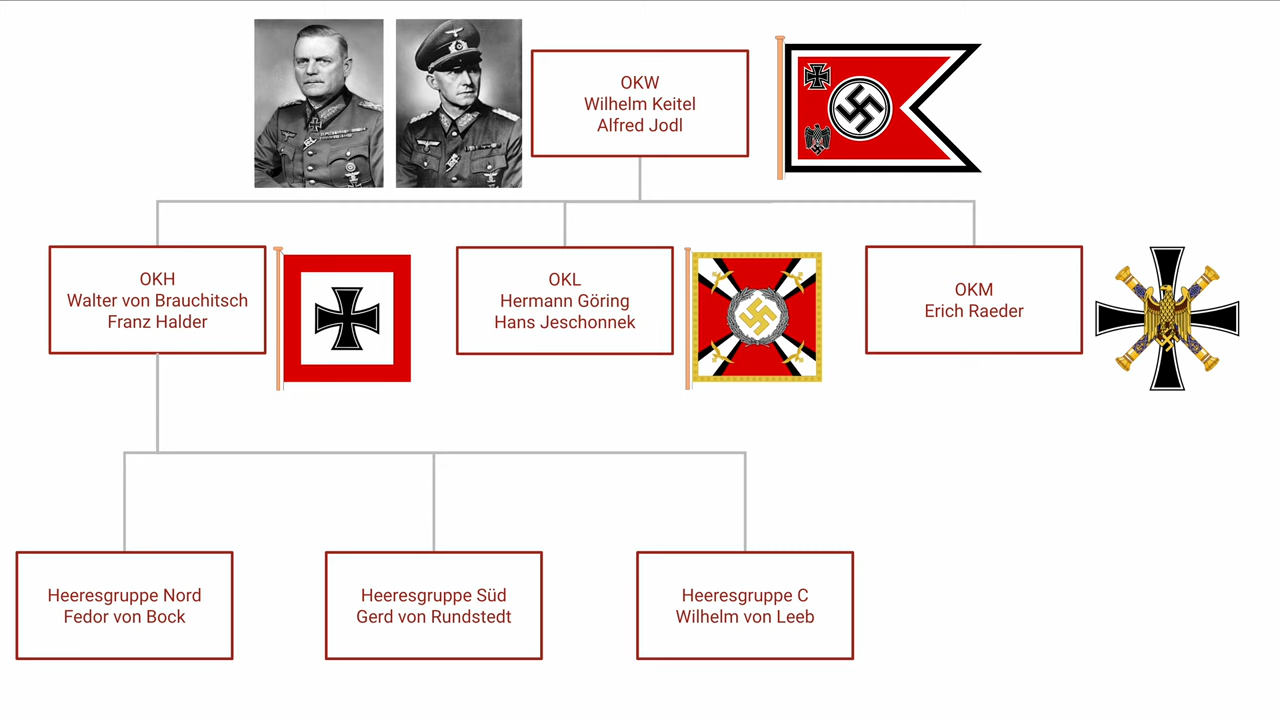 OKW
Wilhelm Keitel
Alfred Jodl
OKH
Walter von Brauchitsch
Franz Halder
OKL
Hermann Göring
Hans Jeschonnek
OKM
Erich Raeder
Heeresgruppe Nord
Fedor von Bock
Heeresgruppe Süd
Gerd von Rundstedt
Heeresgruppe C
Wilhelm von Leeb